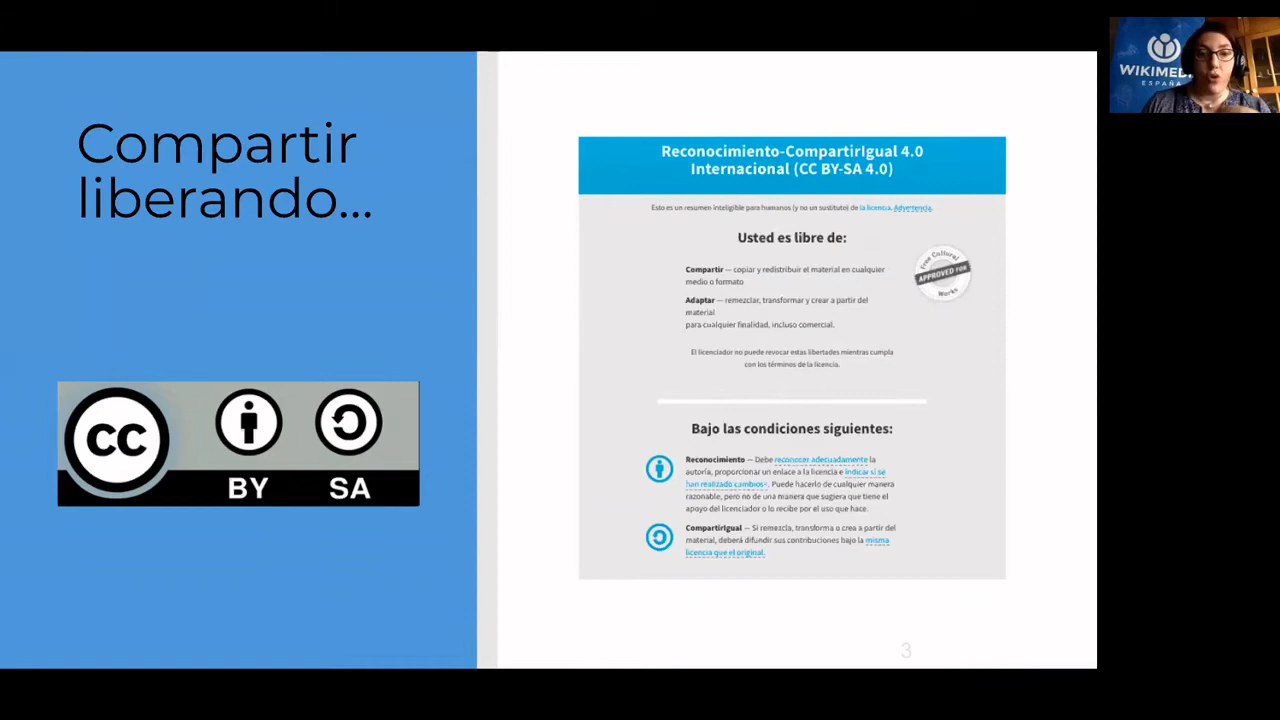 Compartir
liberando...
CC
BY
SA
Reconocimiento-CompartirIgual 4.0
Internacional (CC BY-SA 4.0)
Esto es un resumen inteligible para humanos (y no un sustituto) de la licencia. Advertencia.
Usted es libre de:
Compartir — copiar y redistribuir el material en cualquier
medio o formato
Adaptar — remezclar, transformar y crear a partir del
material
para cualquier finalidad, incluso comercial.
Free Cultural
APPROVED FOR
Works
El licenciador no puede revocar estas libertades mientras cumpla
con los términos de la licencia.
Bajo las condiciones siguientes:
Reconocimiento — Debe reconocer adecuadamente la
autoría, proporcionar un enlace a la licencia e indicar si se
han realizado cambios<. Puede hacerlo de cualquier manera
razonable, pero no de una manera que sugiera que tiene el
apoyo del licenciador o lo recibe por el uso que hace.
CompartirIgual — Si remezcla, transforma o crea a partir del
material, deberá difundir sus contribuciones bajo la misma
licencia que el original.
3
WIKIMED
ESPAÑA